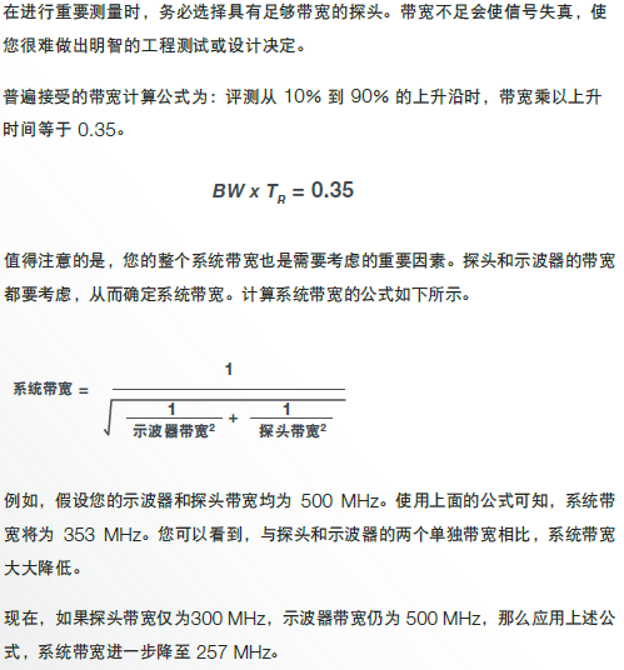 在进行重要测量时，务必选择具有足够带宽的探头。带宽不足会使信号失真，使
您很难做出明智的工程测试或设计决定。
普遍接受的带宽计算公式为：评测从 10% 到 90% 的上升沿时，带宽乘以上升
时间等于 0.35。
BW x T_R = 0.35
值得注意的是，您的整个系统带宽也是需要考虑的重要因素。探头和示波器的带宽
都要考虑，从而确定系统带宽。计算系统带宽的公式如下所示。
1
系统带宽 =
1 + 1
示波器带宽² 探头带宽²
例如，假设您的示波器和探头带宽均为 500 MHz。使用上面的公式可知，系统带
宽将为 353 MHz。您可以看到，与探头和示波器的两个单独带宽相比，系统带宽
大大降低。
现在，如果探头带宽仅为300 MHz，示波器带宽仍为 500 MHz，那么应用上述公
式，系统带宽进一步降至 257 MHz。